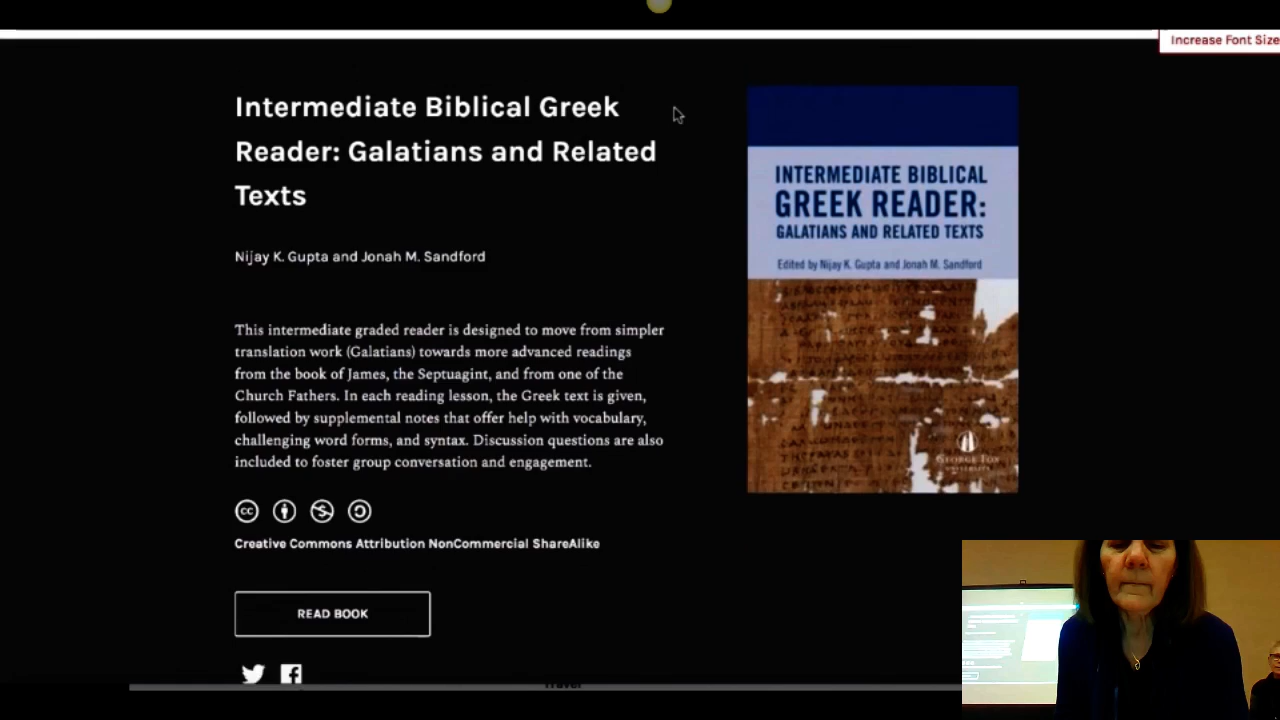 Increase Font Size
Intermediate Biblical Greek
Reader: Galatians and Related
Texts
Nijay K. Gupta and Jonah M. Sandford
This intermediate graded reader is designed to move from simpler
translation work (Galatians) towards more advanced readings
from the book of James, the Septuagint, and from one of the
Church Fathers. In each reading lesson, the Greek text is given,
followed by supplemental notes that offer help with vocabulary,
challenging word forms, and syntax. Discussion questions are also
included to foster group conversation and engagement.
Creative Commons Attribution NonCommercial ShareAlike
READ BOOK
INTERMEDIATE BIBLICAL
GREEK READER:
GALATIANS AND RELATED TEXTS
Edited by Nijay K. Gupta and Jonah M. Sandford
GEORGE FOX
UNIVERSITY